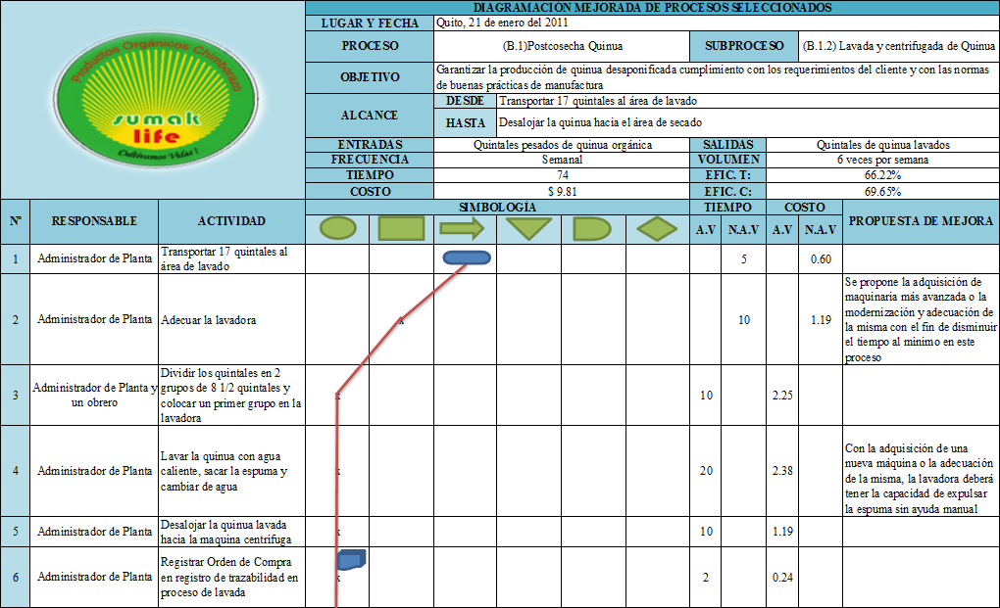 DIAGRAMACIÓN MEJORADA DE PROCESOS SELECCIONADOS
Productos Orgánicos Chimborazo
sumak
life
Cultivamos Vidas!
LUGAR Y FECHA Quito, 21 de enero del 2011
PROCESO (B.1)Postcosecha Quinua SUBPROCESO (B.1.2) Lavada y centrifugada de Quinua
OBJETIVO Garantizar la producción de quinua desaponificada cumplimiento con los requerimientos del cliente y con las normas
de buenas prácticas de manufactura
ALCANCE DESDE Transportar 17 quintales al área de lavado
HASTA Desalojar la quinua hacia el área de secado
ENTRADAS Quintales pesados de quinua orgánica SALIDAS Quintales de quinua lavados
FRECUENCIA Semanal VOLUMEN 6 veces por semana
TIEMPO 74 EFIC. T: 66.22%
COSTO $ 9.81 EFIC. C: 69.65%
Nº RESPONSABLE ACTIVIDAD SIMBOLOGÍA TIEMPO COSTO PROPUESTA DE MEJORA
A.V N.A.V A.V N.A.V
1 Administrador de Planta Transportar 17 quintales al
área de lavado 5 0.60
2 Administrador de Planta Adecuar la lavadora x 10 1.19
Se propone la adquisición de
maquinaria más avanzada o la
modernización y adecuación de
la misma con el fin de disminuir
el tiempo al mínimo en este
proceso
3 Administrador de Planta y
un obrero
Dividir los quintales en 2
grupos de 8 1/2 quintales y
colocar un primer grupo en la
lavadora x 10 2.25
4 Administrador de Planta Lavar la quinua con agua
caliente, sacar la espuma y
cambiar de agua x 20 2.38
Con la adquisición de una
nueva máquina o la adecuación
de la misma, la lavadora deberá
tener la capacidad de expulsar
la espuma sin ayuda manual
5 Administrador de Planta Desalojar la quinua lavada
hacia la maquina centrifuga x 10 1.19
6 Administrador de Planta Registrar Orden de Compra
en registro de trazabilidad en
proceso de lavada x 2 0.24